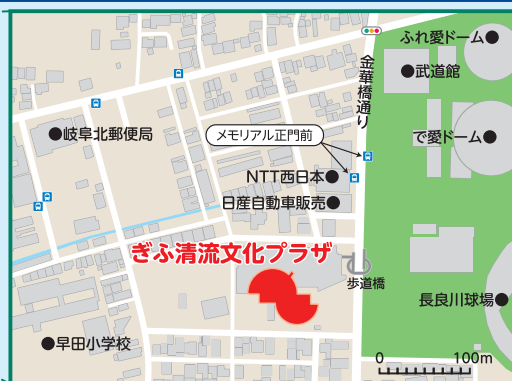 ふれ愛ドーム
金華橋通り
武道館
岐阜北郵便局
メモリアル正門前
で愛ドーム
NTT西日本
日産自動車販売
ぎふ清流文化プラザ
歩道橋
長良川球場
早田小学校
0 100m